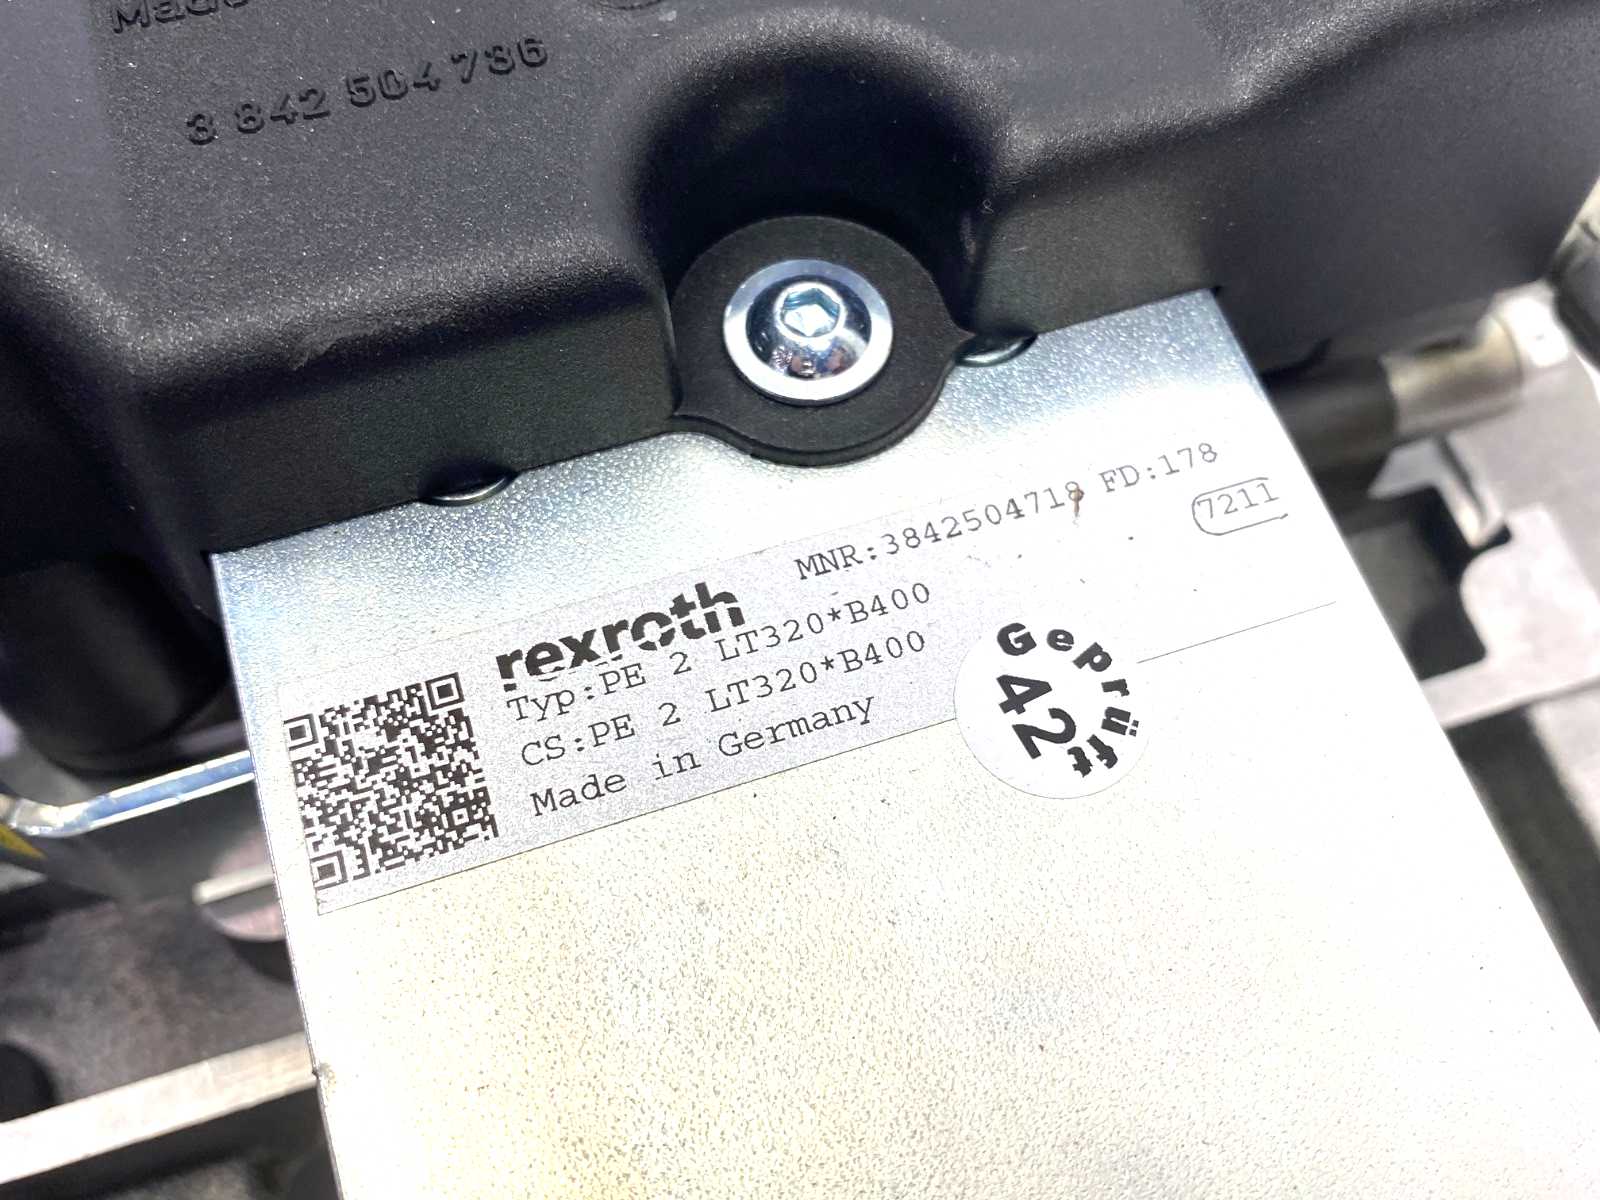 Made
3 842 504 736
rexroth
MNR:3842504718 FD:178
7211
Typ:PE 2 LT320*B400
CS:PE 2 LT320*B400
Made in Germany
Geprüft
42